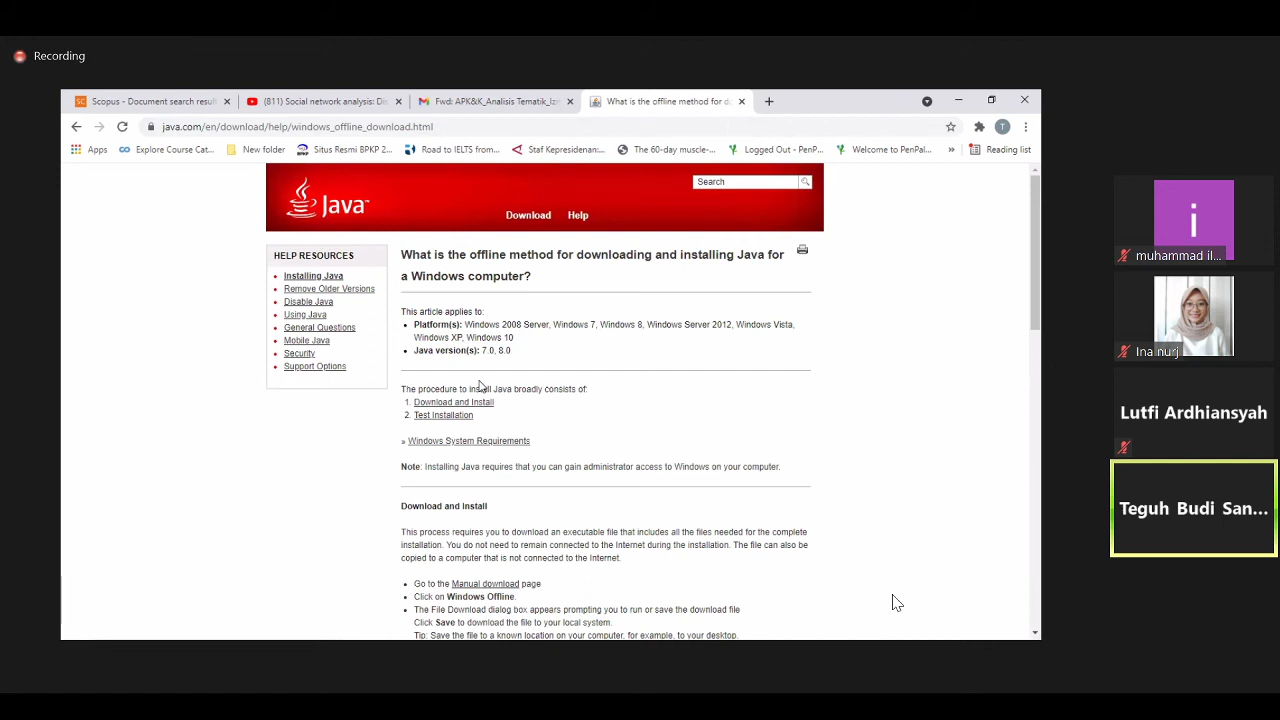 Recording
Scopus - Document search resul
(811) Social network analysis: Di
Fwd: APK&K_Analisis Tematik_Iz
What is the offline method for d
java.com/en/download/help/windows_offline_download.html
Apps
Explore Course Cat...
New folder
Situs Resmi BPKP 2...
Road to IELTS from...
Staf Kepresidenan:...
The 60-day muscle-...
Logged Out - PenP...
Welcome to PenPal...
»
Reading list
Java™
Search
Download Help
HELP RESOURCES
Installing Java
Remove Older Versions
Disable Java
Using Java
General Questions
Mobile Java
Security
Support Options
What is the offline method for downloading and installing Java for
a Windows computer?
This article applies to:
Platform(s): Windows 2008 Server, Windows 7, Windows 8, Windows Server 2012, Windows Vista,
Windows XP, Windows 10
Java version(s): 7.0, 8.0
The procedure to install Java broadly consists of:
1. Download and Install
2. Test Installation
» Windows System Requirements
Note: Installing Java requires that you can gain administrator access to Windows on your computer.
Download and Install
This process requires you to download an executable file that includes all the files needed for the complete
installation. You do not need to remain connected to the Internet during the installation. The file can also be
copied to a computer that is not connected to the Internet.
Go to the Manual download page
Click on Windows Offline.
The File Download dialog box appears prompting you to run or save the download file
Click Save to download the file to your local system.
Tip: Save the file to a known location on your computer, for example, to your desktop.
T
i
muhammad il...
Ina nurj
Lutfi Ardhiansyah
Teguh Budi San...